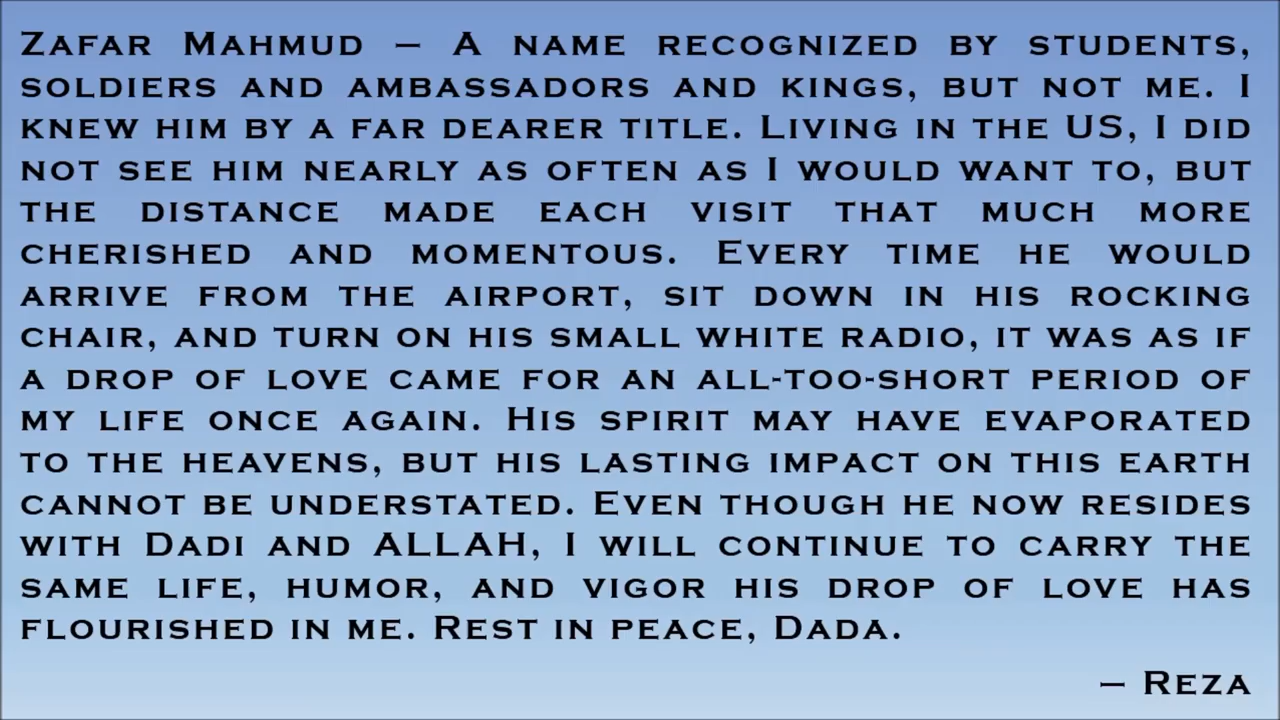 Zafar Mahmud – A name recognized by students,
soldiers and ambassadors and kings, but not me. I
knew him by a far dearer title. Living in the US, I did
not see him nearly as often as I would want to, but
the distance made each visit that much more
cherished and momentous. Every time he would
arrive from the airport, sit down in his rocking
chair, and turn on his small white radio, it was as if
a drop of love came for an all-too-short period of
my life once again. His spirit may have evaporated
to the heavens, but his lasting impact on this earth
cannot be understated. Even though he now resides
with Dadi and ALLAH, I will continue to carry the
same life, humor, and vigor his drop of love has
flourished in me. Rest in peace, Dada.
– Reza